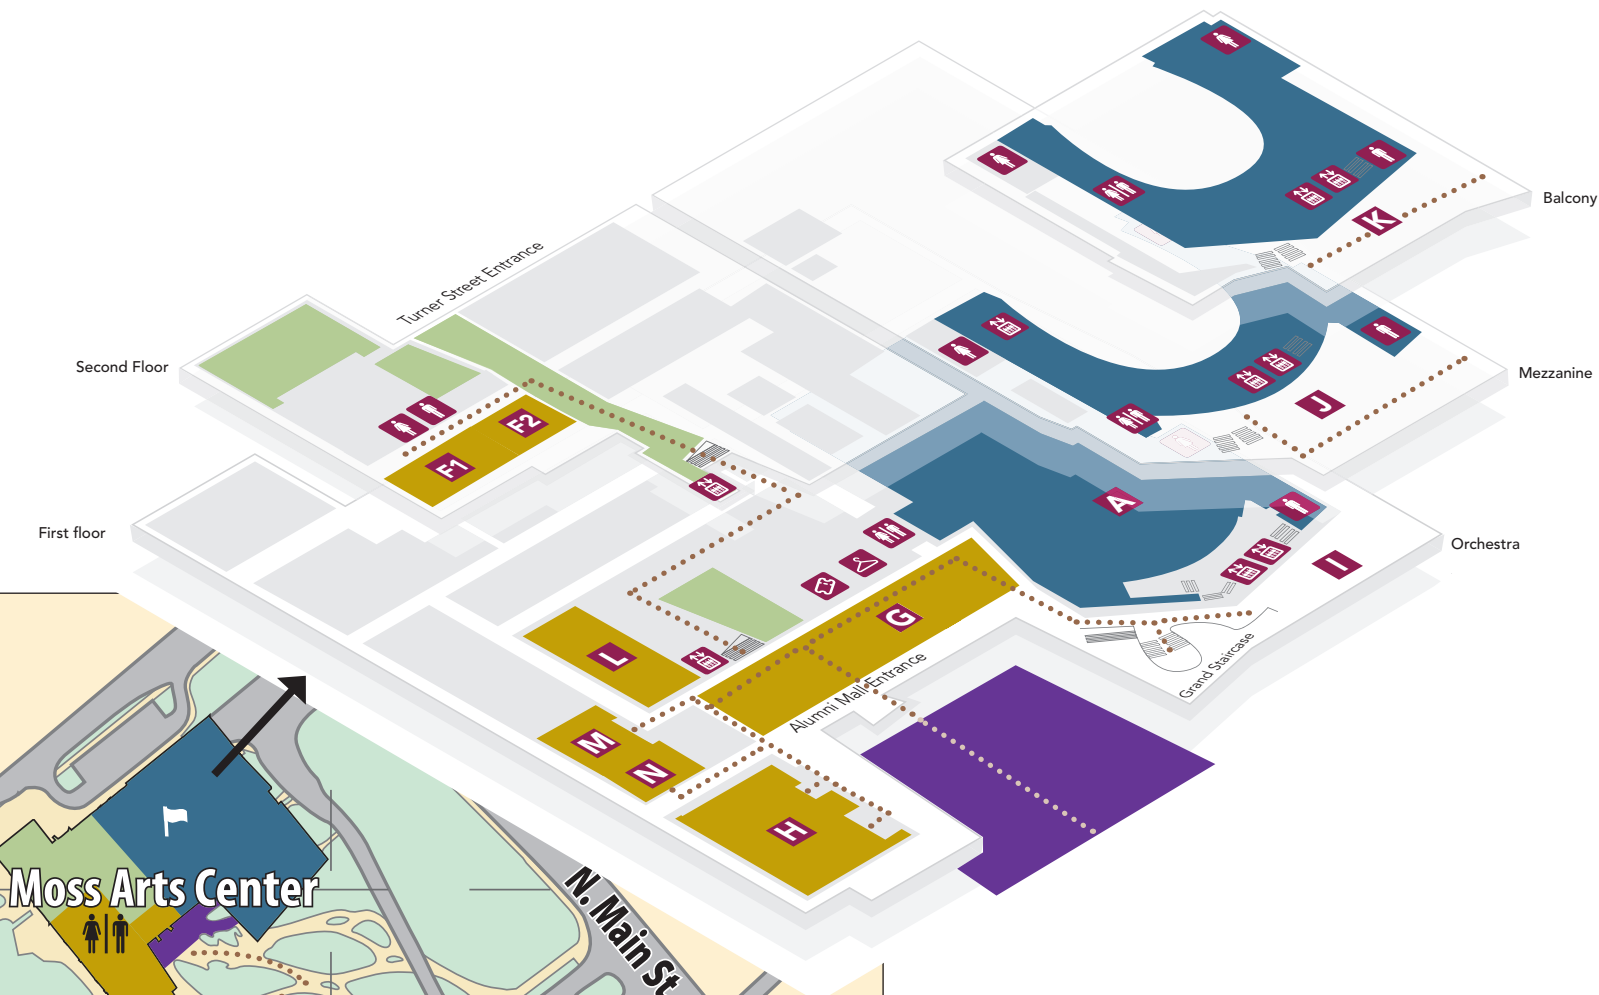 Balcony
K
Turner Street Entrance
Second Floor
Mezzanine
J
F2
F1
A
First floor
Orchestra
I
G
L
Grand Staircase
Alumni Mall Entrance
M
N
H
Moss Arts Center
N. Main St